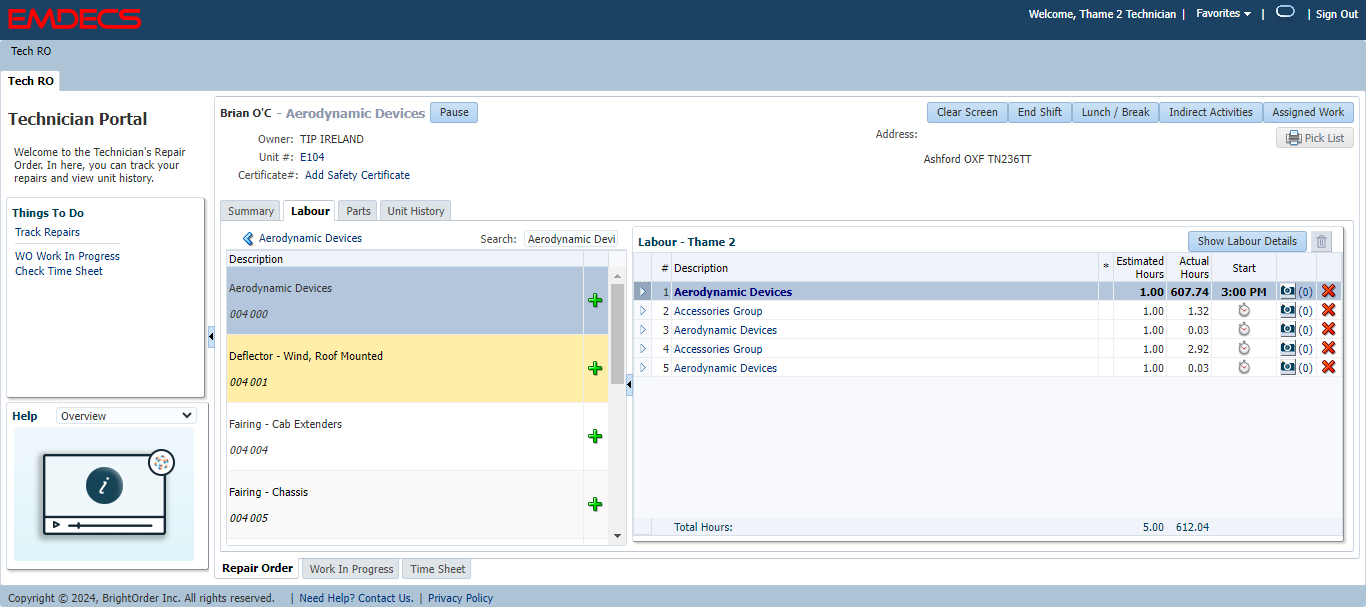 EMDECS
Welcome, Thame 2 Technician | Favorites | | Sign Out
Tech RO
Tech RO
Technician Portal
Welcome to the Technician's Repair
Order. In here, you can track your
repairs and view unit history.
Things To Do
Track Repairs
WO Work In Progress
Check Time Sheet
Help Overview
i
Brian O'C - Aerodynamic Devices Pause
Clear Screen End Shift Lunch / Break Indirect Activities Assigned Work
Owner: TIP IRELAND
Unit #: E104
Certificate#: Add Safety Certificate
Address:
Pick List
Ashford OXF TN236TT
Summary Labour Parts Unit History
Aerodynamic Devices Search: Aerodynamic Devi
Description
Aerodynamic Devices
004 000
Deflector - Wind, Roof Mounted
004 001
Fairing - Cab Extenders
004 004
Fairing - Chassis
004 005
Labour - Thame 2 Show Labour Details
# Description * Estimated Hours Actual Hours Start
1 Aerodynamic Devices 1.00 607.74 3:00 PM (0)
2 Accessories Group 1.00 1.32 (0)
3 Aerodynamic Devices 1.00 0.03 (0)
4 Accessories Group 1.00 2.92 (0)
5 Aerodynamic Devices 1.00 0.03 (0)
Total Hours: 5.00 612.04
Repair Order Work In Progress Time Sheet
Copyright © 2024, BrightOrder Inc. All rights reserved. | Need Help? Contact Us. | Privacy Policy